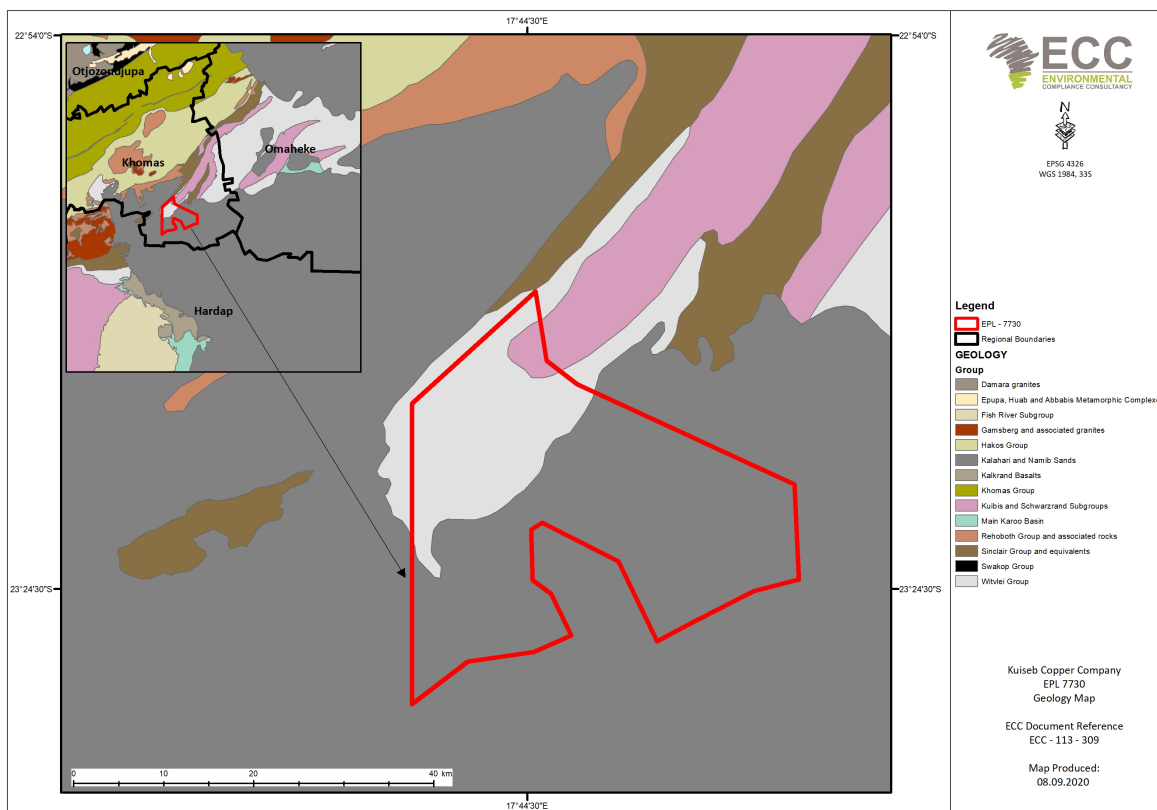 17°44'30"E
22°54'0"S
22°54'0"S
Otjozondjupa
Khomas
Omaheke
Hardap
23°24'30"S
23°24'30"S
0
10
20
40
km
17°44'30"E
ECC
ENVIRONMENTAL
COMPLIANCE CONSULTANCY
N
EPSG 4326
WGS 1984, 33S
Legend
EPL - 7730
Regional Boundaries
GEOLOGY
Group
Damara granites
Epupa, Huab and Abbabis Metamorphic Complexe
Fish River Subgroup
Gamsberg and associated granites
Hakos Group
Kalahari and Namib Sands
Kalkrand Basalts
Khomas Group
Kuibis and Schwarzrand Subgroups
Main Karoo Basin
Rehoboth Group and associated rocks
Sinclair Group and equivalents
Swakop Group
Witvlei Group
Kuiseb Copper Company
EPL 7730
Geology Map
ECC Document Reference
ECC - 113 - 309
Map Produced:
08.09.2020